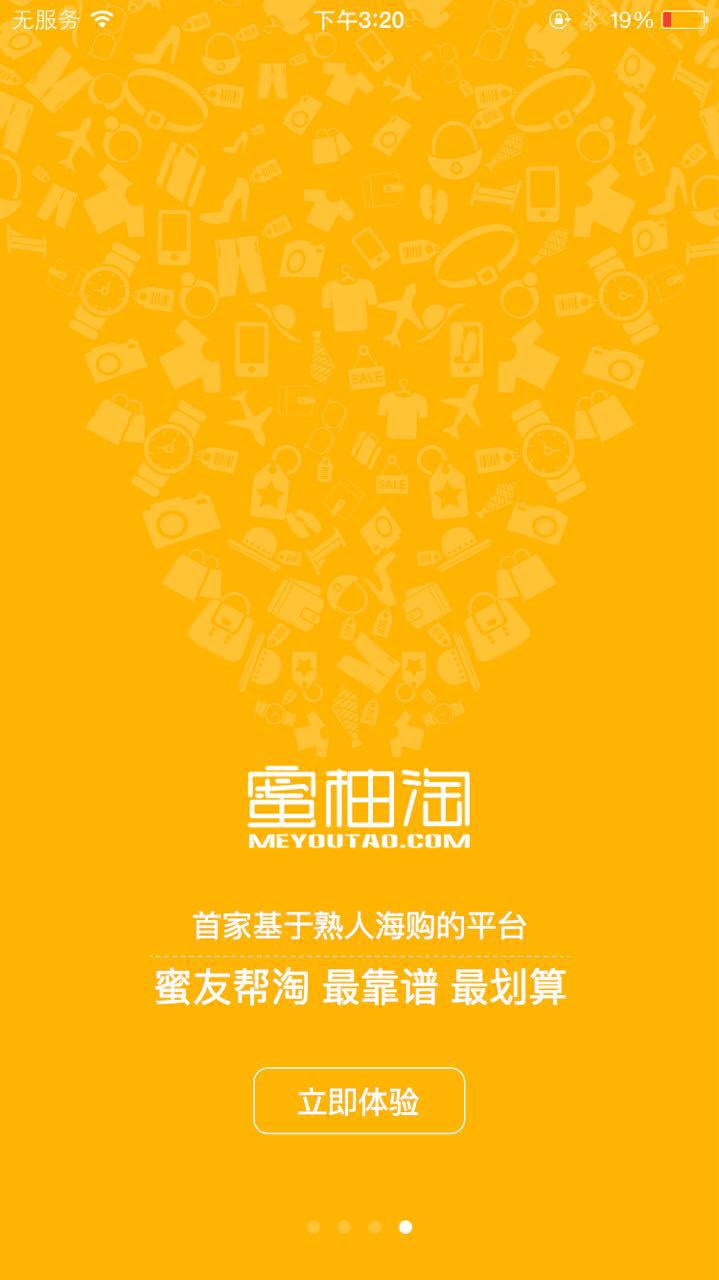 无服务 下午3:20 19%
SALE
SALE
蜜柚淘
MEYOUTAO.COM
首家基于熟人海购的平台
蜜友帮淘 最靠谱 最划算
立即体验